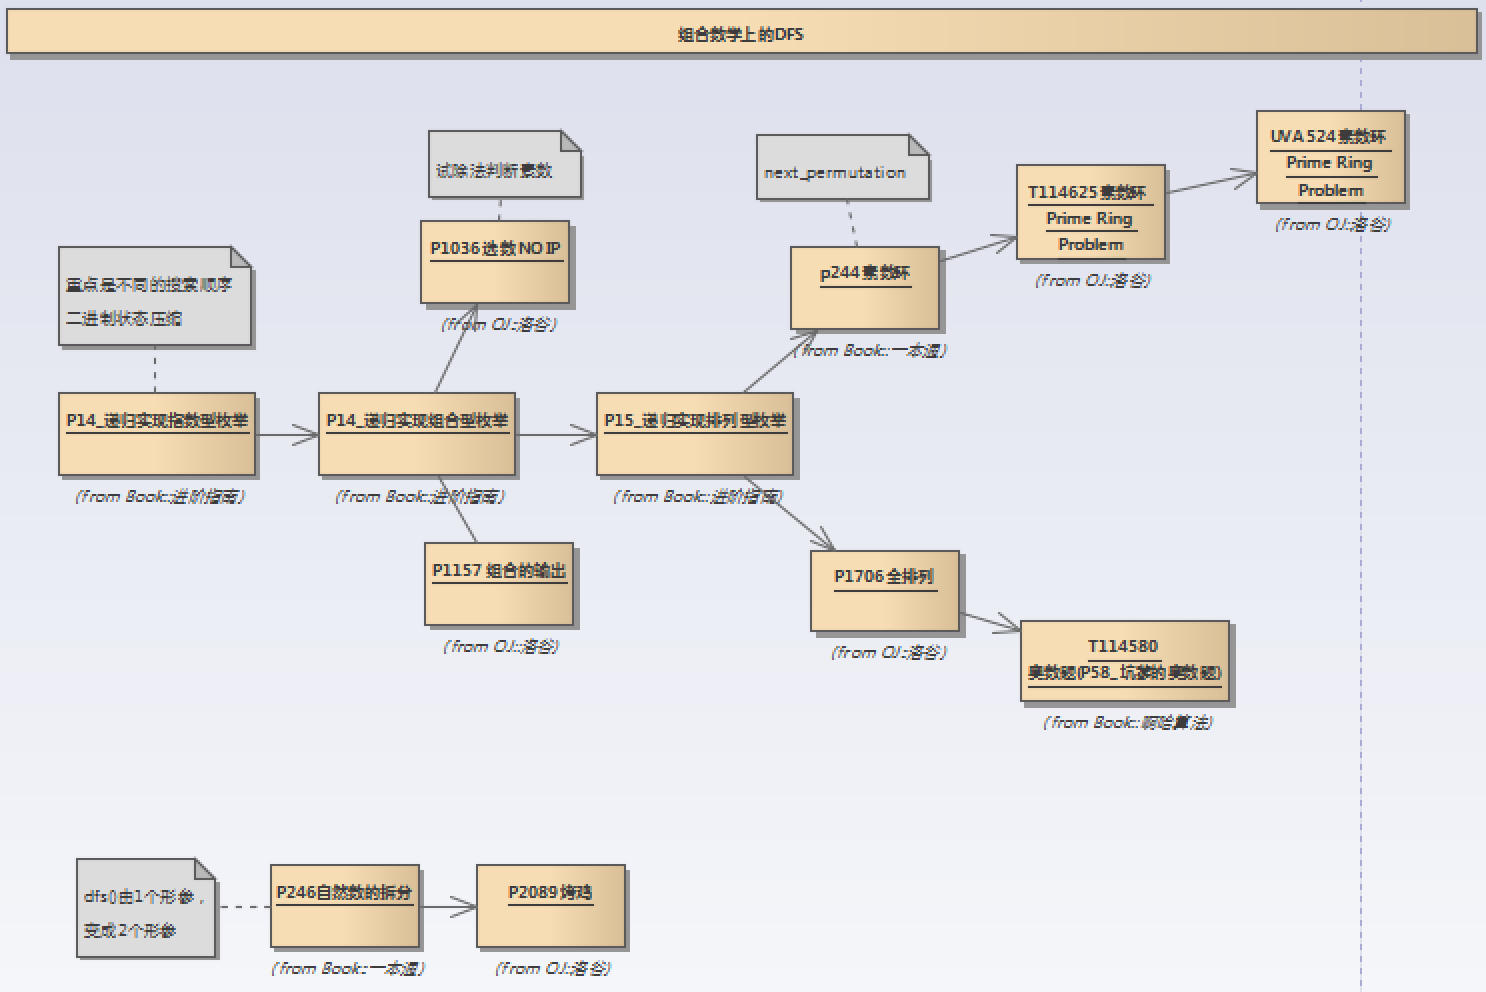 组合数学上的DFS
试除法判断素数
next_permutation
UVA 524 素数环
Prime Ring
Problem
(from OJ::洛谷)
T114625 素数环
Prime Ring
Problem
(from OJ::洛谷)
P1036 选数 NOIP
(from OJ::洛谷)
p244 素数环
(from Book::一本通)
重点是不同的搜索顺序
二进制状态压缩
P14_递归实现指数型枚举
(from Book::进阶指南)
P14_递归实现组合型枚举
(from Book::进阶指南)
P15_递归实现排列型枚举
(from Book::进阶指南)
P1157 组合的输出
(from OJ::洛谷)
P1706 全排列
(from OJ::洛谷)
T114580
奥数题(P58_坑爹的奥数题)
(from Book::啊哈算法)
dfs()由1个形参，
变成2个形参
P246自然数的拆分
(from Book::一本通)
P2089 烤鸡
(from OJ::洛谷)